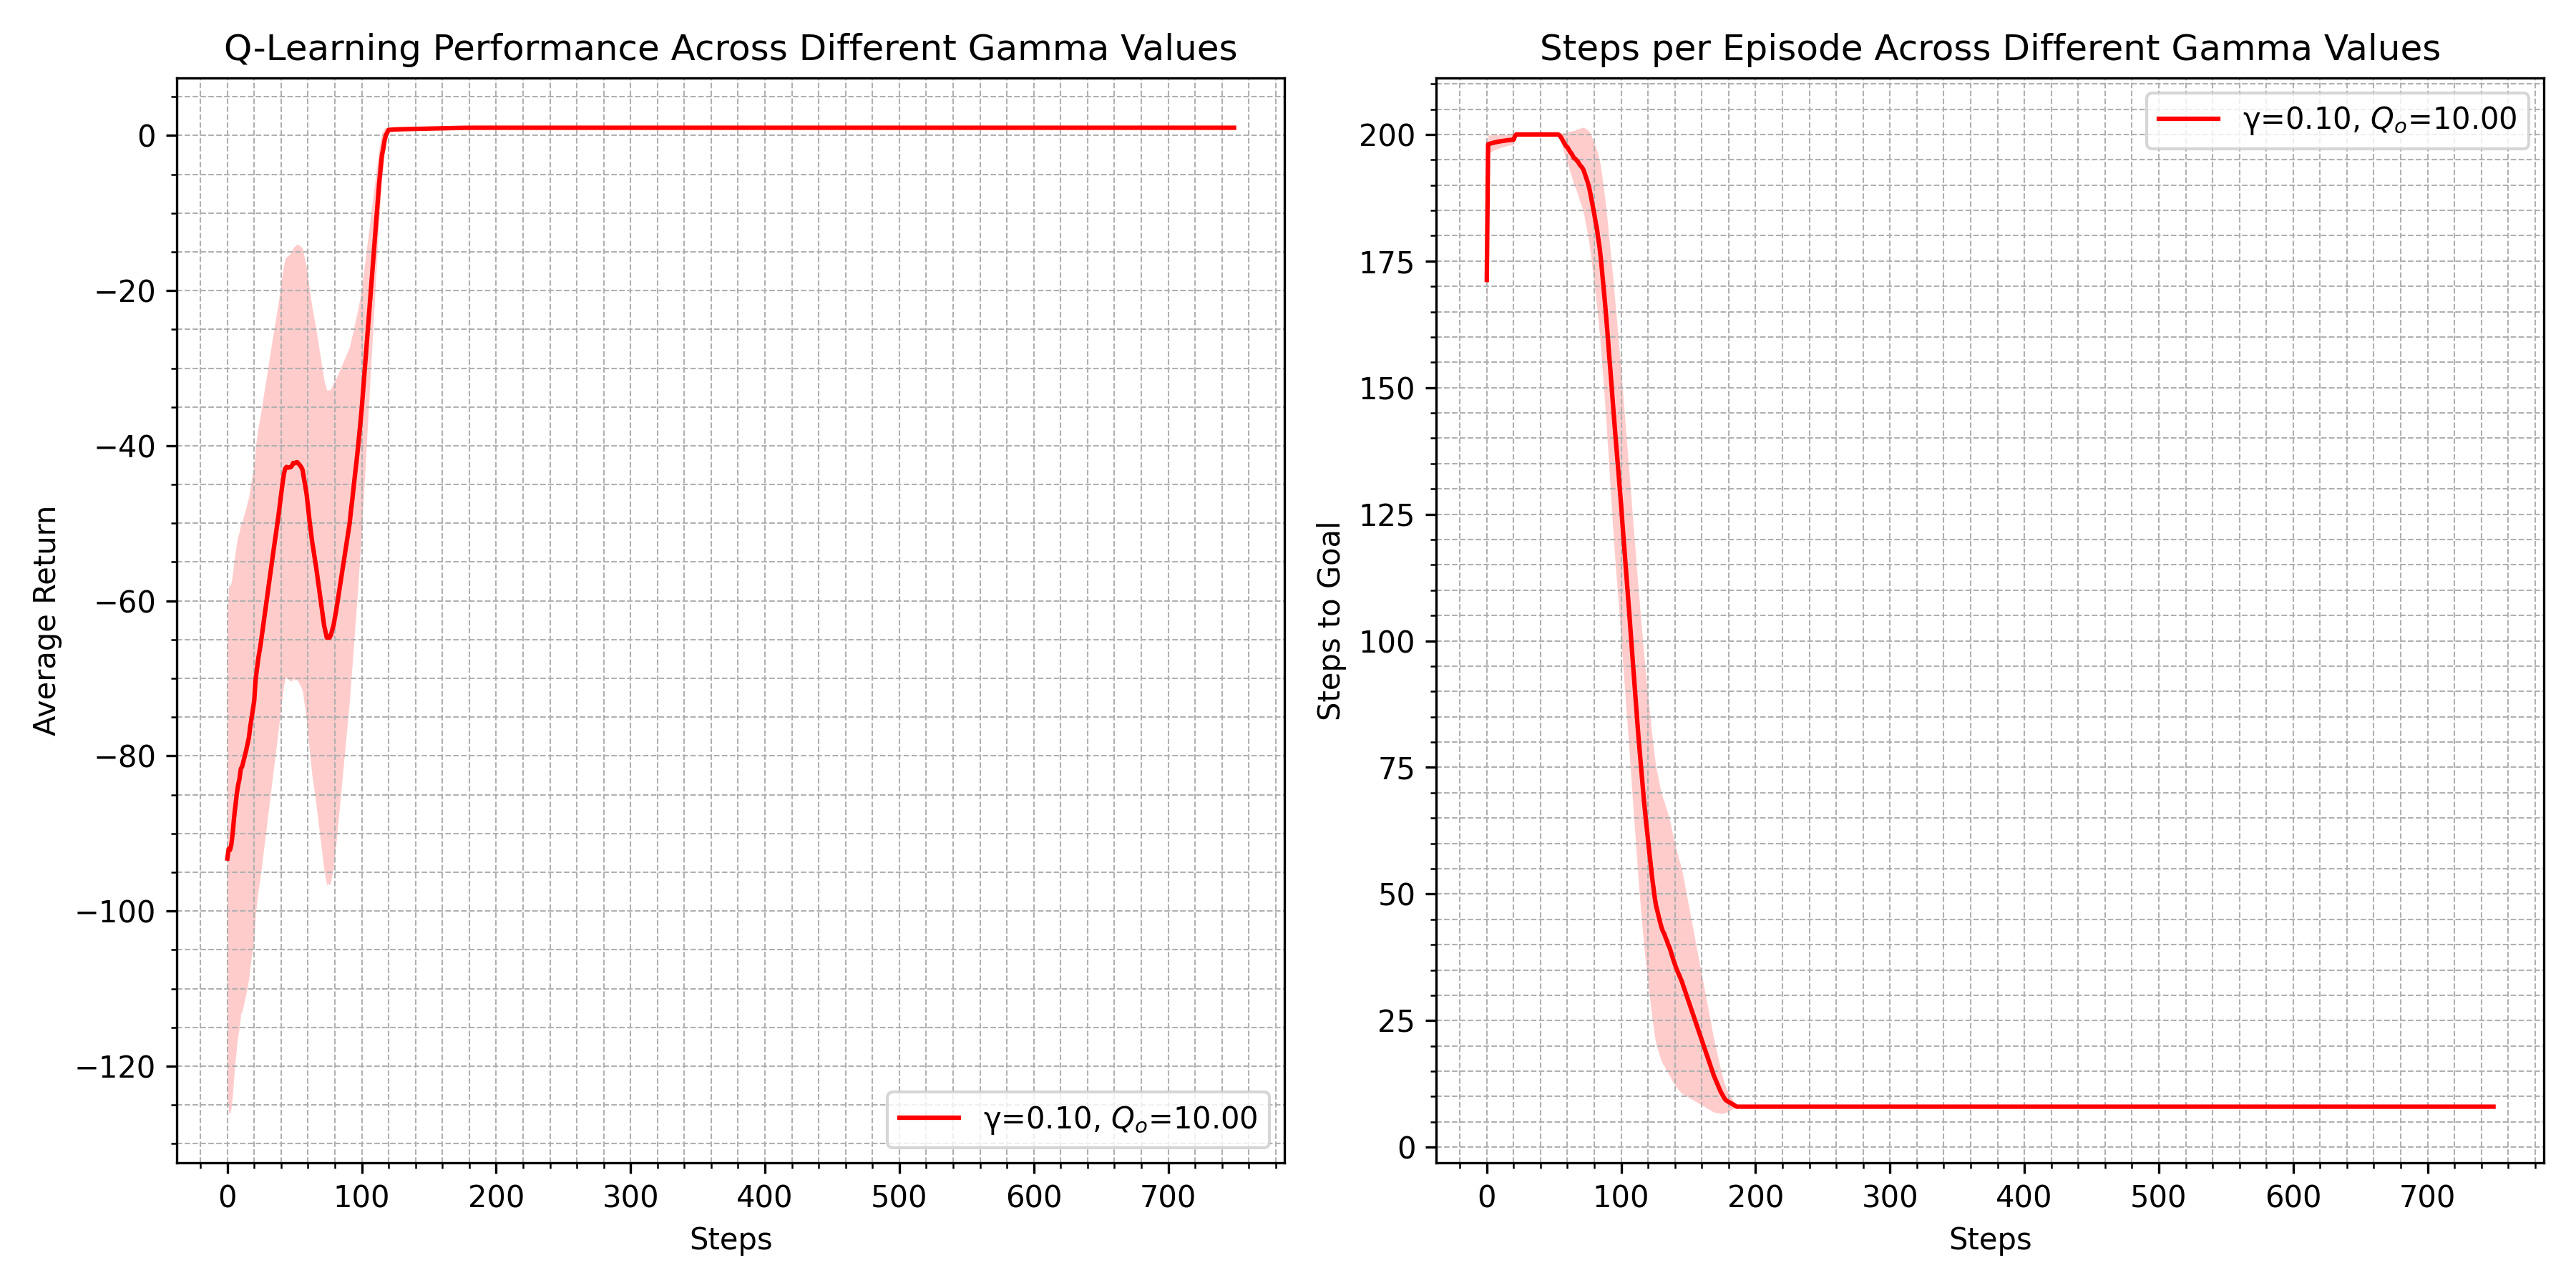 Q-Learning Performance Across Different Gamma Values
Average Return
0
−20
−40
−60
−80
−100
−120
γ=0.10, Qₒ=10.00
0 100 200 300 400 500 600 700
Steps
Steps per Episode Across Different Gamma Values
Steps to Goal
200
175
150
125
100
75
50
25
0
γ=0.10, Qₒ=10.00
0 100 200 300 400 500 600 700
Steps